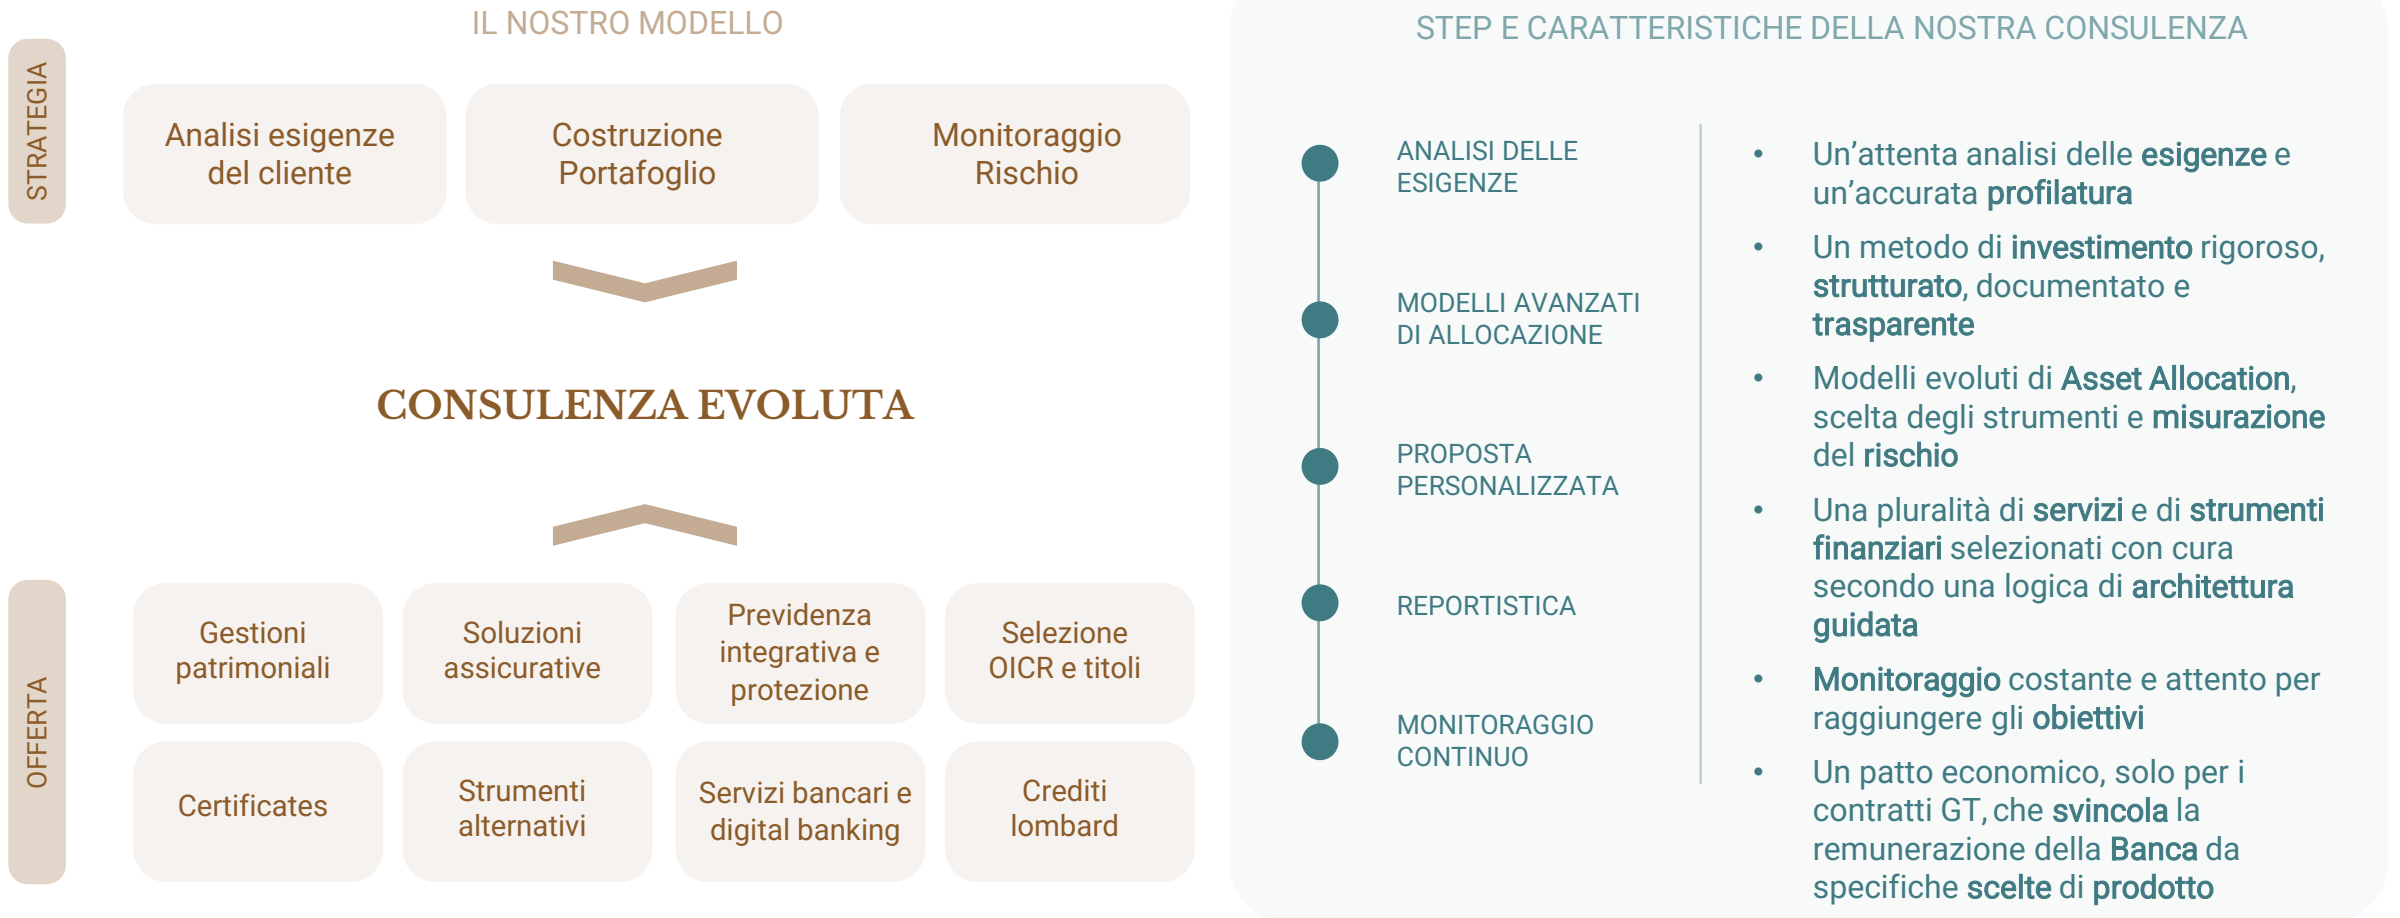 IL NOSTRO MODELLO
STRATEGIA
Analisi esigenze
del cliente
Costruzione
Portafoglio
Monitoraggio
Rischio
CONSULENZA EVOLUTA
OFFERTA
Gestioni
patrimoniali
Soluzioni
assicurative
Previdenza
integrativa e
protezione
Selezione
OICR e titoli
Certificates
Strumenti
alternativi
Servizi bancari e
digital banking
Crediti
lombard
STEP E CARATTERISTICHE DELLA NOSTRA CONSULENZA
ANALISI DELLE
ESIGENZE
MODELLI AVANZATI
DI ALLOCAZIONE
PROPOSTA
PERSONALIZZATA
REPORTISTICA
MONITORAGGIO
CONTINUO
• Un’attenta analisi delle esigenze e
un’accurata profilatura
• Un metodo di investimento rigoroso,
strutturato, documentato e
trasparente
• Modelli evoluti di Asset Allocation,
scelta degli strumenti e misurazione
del rischio
• Una pluralità di servizi e di strumenti
finanziari selezionati con cura
secondo una logica di architettura
guidata
• Monitoraggio costante e attento per
raggiungere gli obiettivi
• Un patto economico, solo per i
contratti GT, che svincola la
remunerazione della Banca da
specifiche scelte di prodotto